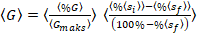 ⟨G⟩=⟨(%G)/⟨G_maks⟩⟩ ⟨(⟨%(s_i)⟩−⟨%(s_f)⟩)/(100%−%(s_f))⟩